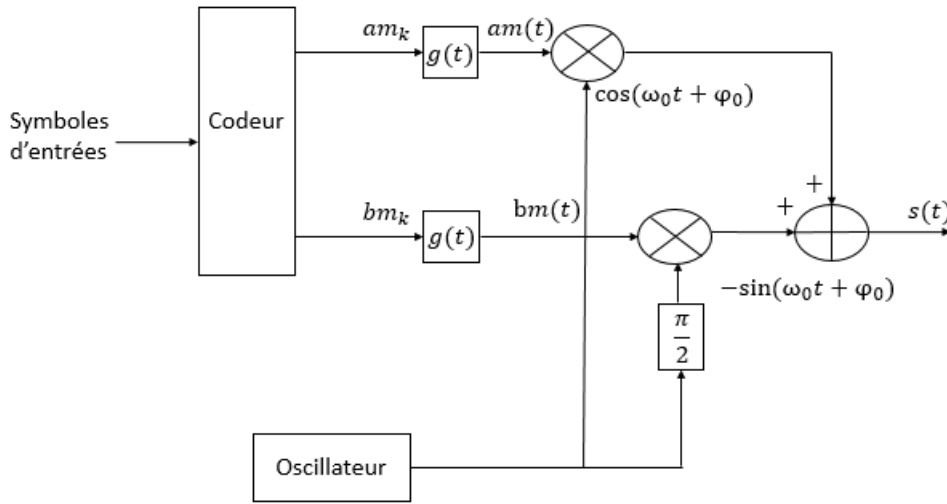 am_k
g(t)
am(t)
cos(ω₀t + φ₀)
Symboles
d'entrées
Codeur
bm_k
g(t)
bm(t)
+
+
s(t)
−sin(ω₀t + φ₀)
π
2
Oscillateur